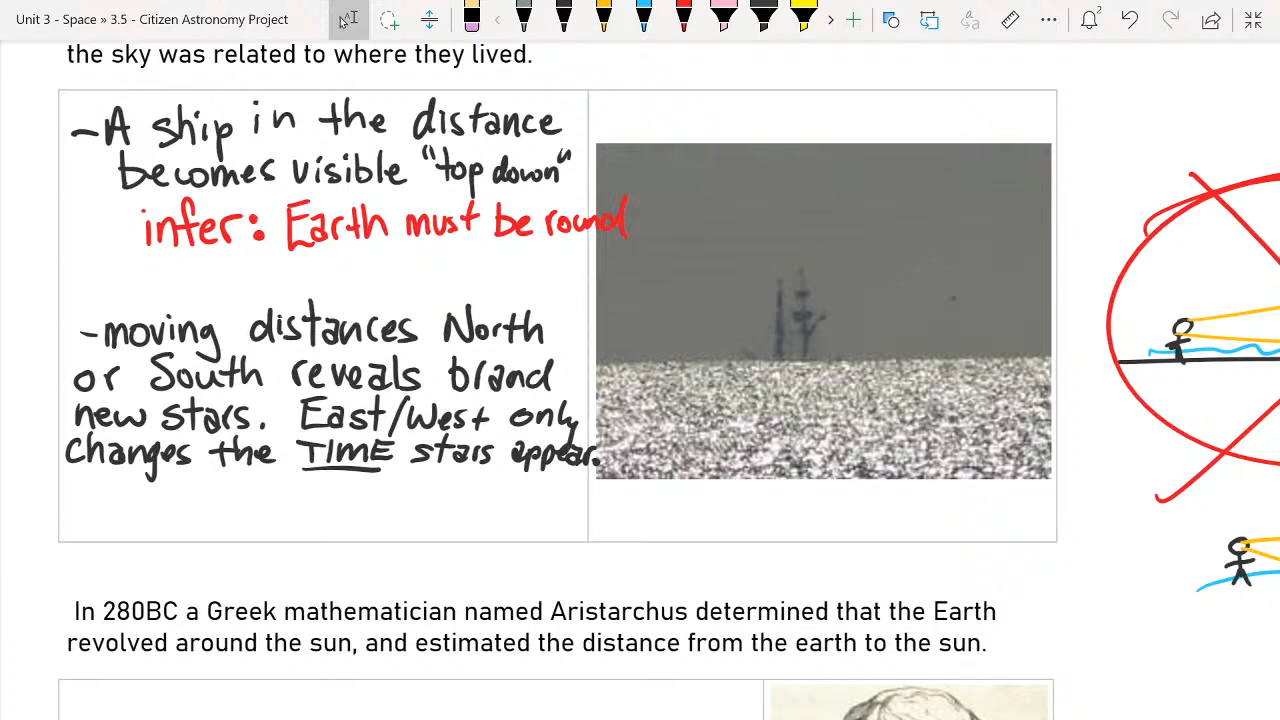 Unit 3 - Space » 3.5 - Citizen Astronomy Project
the sky was related to where they lived.
- A ship in the distance
becomes visible "top down"
infer: Earth must be round
- moving distances North
or South reveals brand
new stars. East/West only
changes the TIME stars appear.
In 280BC a Greek mathematician named Aristarchus determined that the Earth
revolved around the sun, and estimated the distance from the earth to the sun.